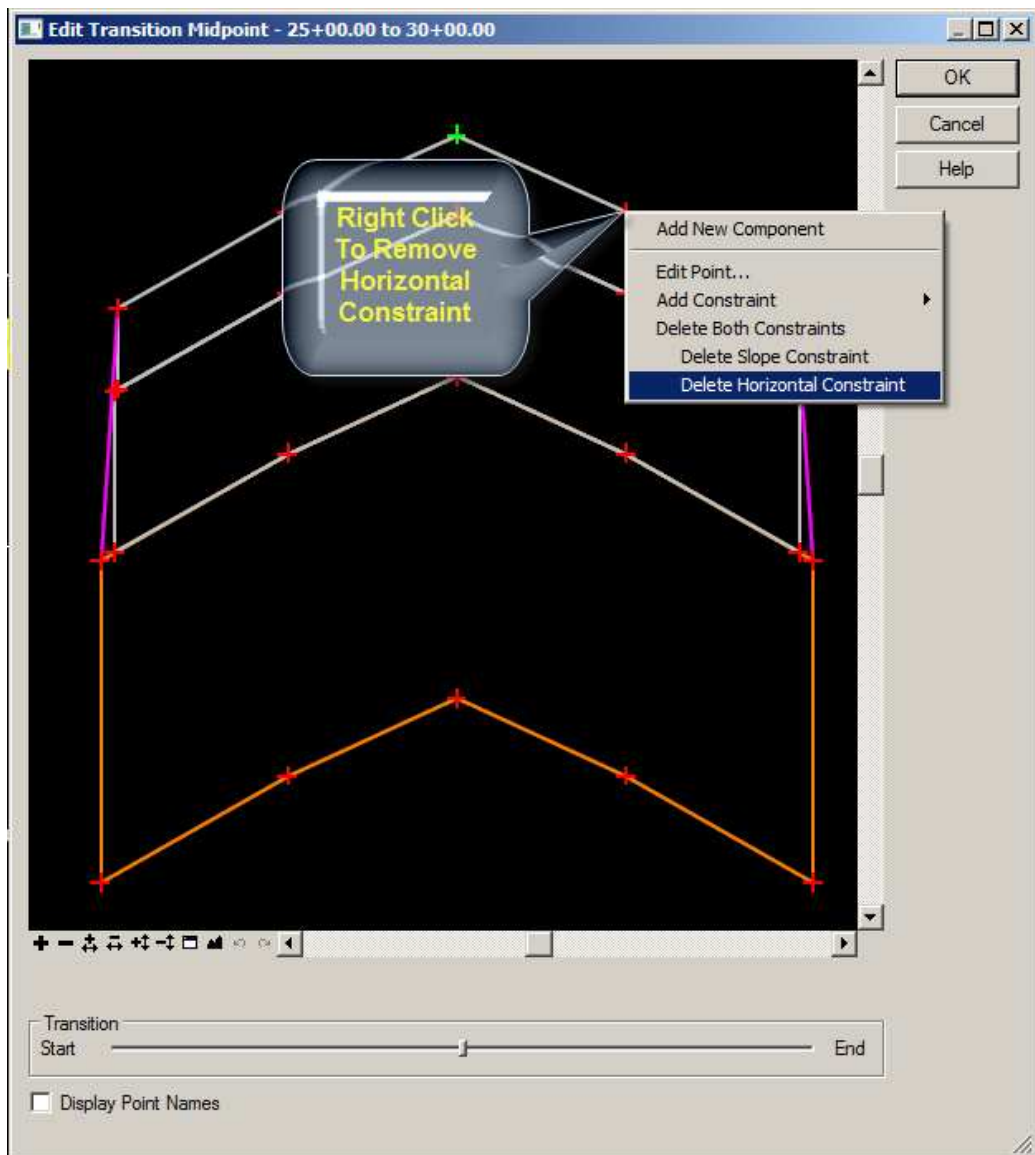 Edit Transition Midpoint - 25+00.00 to 30+00.00
OK
Cancel
Help
Right Click
To Remove
Horizontal
Constraint
Add New Component
Edit Point...
Add Constraint
Delete Both Constraints
Delete Slope Constraint
Delete Horizontal Constraint
Transition
Start
End
Display Point Names